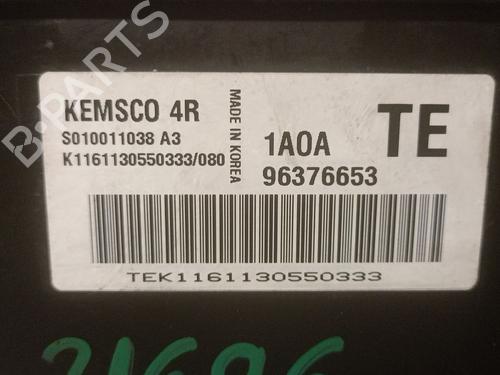 B-PARTS
KEMSCO 4R
S010011038 A3
K1161130550333/080
MADE IN KOREA
1A0A
96376653
TE
TEK1161130550333